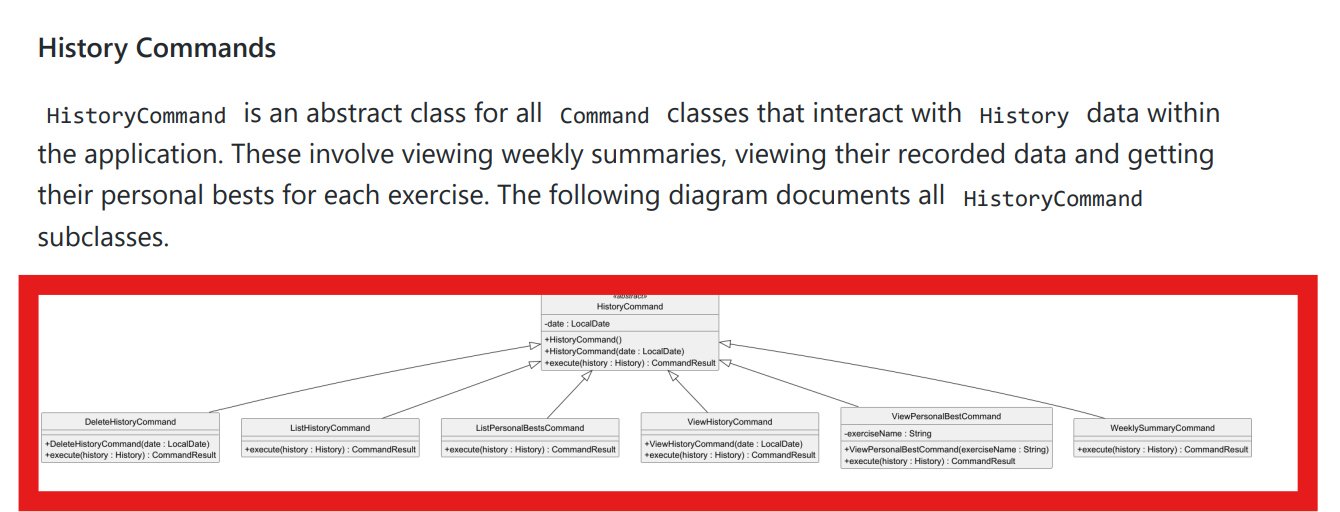 History Commands
HistoryCommand is an abstract class for all Command classes that interact with History data within
the application. These involve viewing weekly summaries, viewing their recorded data and getting
their personal bests for each exercise. The following diagram documents all HistoryCommand
subclasses.
«abstract»
HistoryCommand
-date : LocalDate
+HistoryCommand()
+HistoryCommand(date : LocalDate)
+execute(history : History) : CommandResult
DeleteHistoryCommand
+DeleteHistoryCommand(date : LocalDate)
+execute(history : History) : CommandResult
ListHistoryCommand
+execute(history : History) : CommandResult
ListPersonalBestsCommand
+execute(history : History) : CommandResult
ViewHistoryCommand
+ViewHistoryCommand(date : LocalDate)
+execute(history : History) : CommandResult
ViewPersonalBestCommand
-exerciseName : String
+ViewPersonalBestCommand(exerciseName : String)
+execute(history : History) : CommandResult
WeeklySummaryCommand
+execute(history : History) : CommandResult